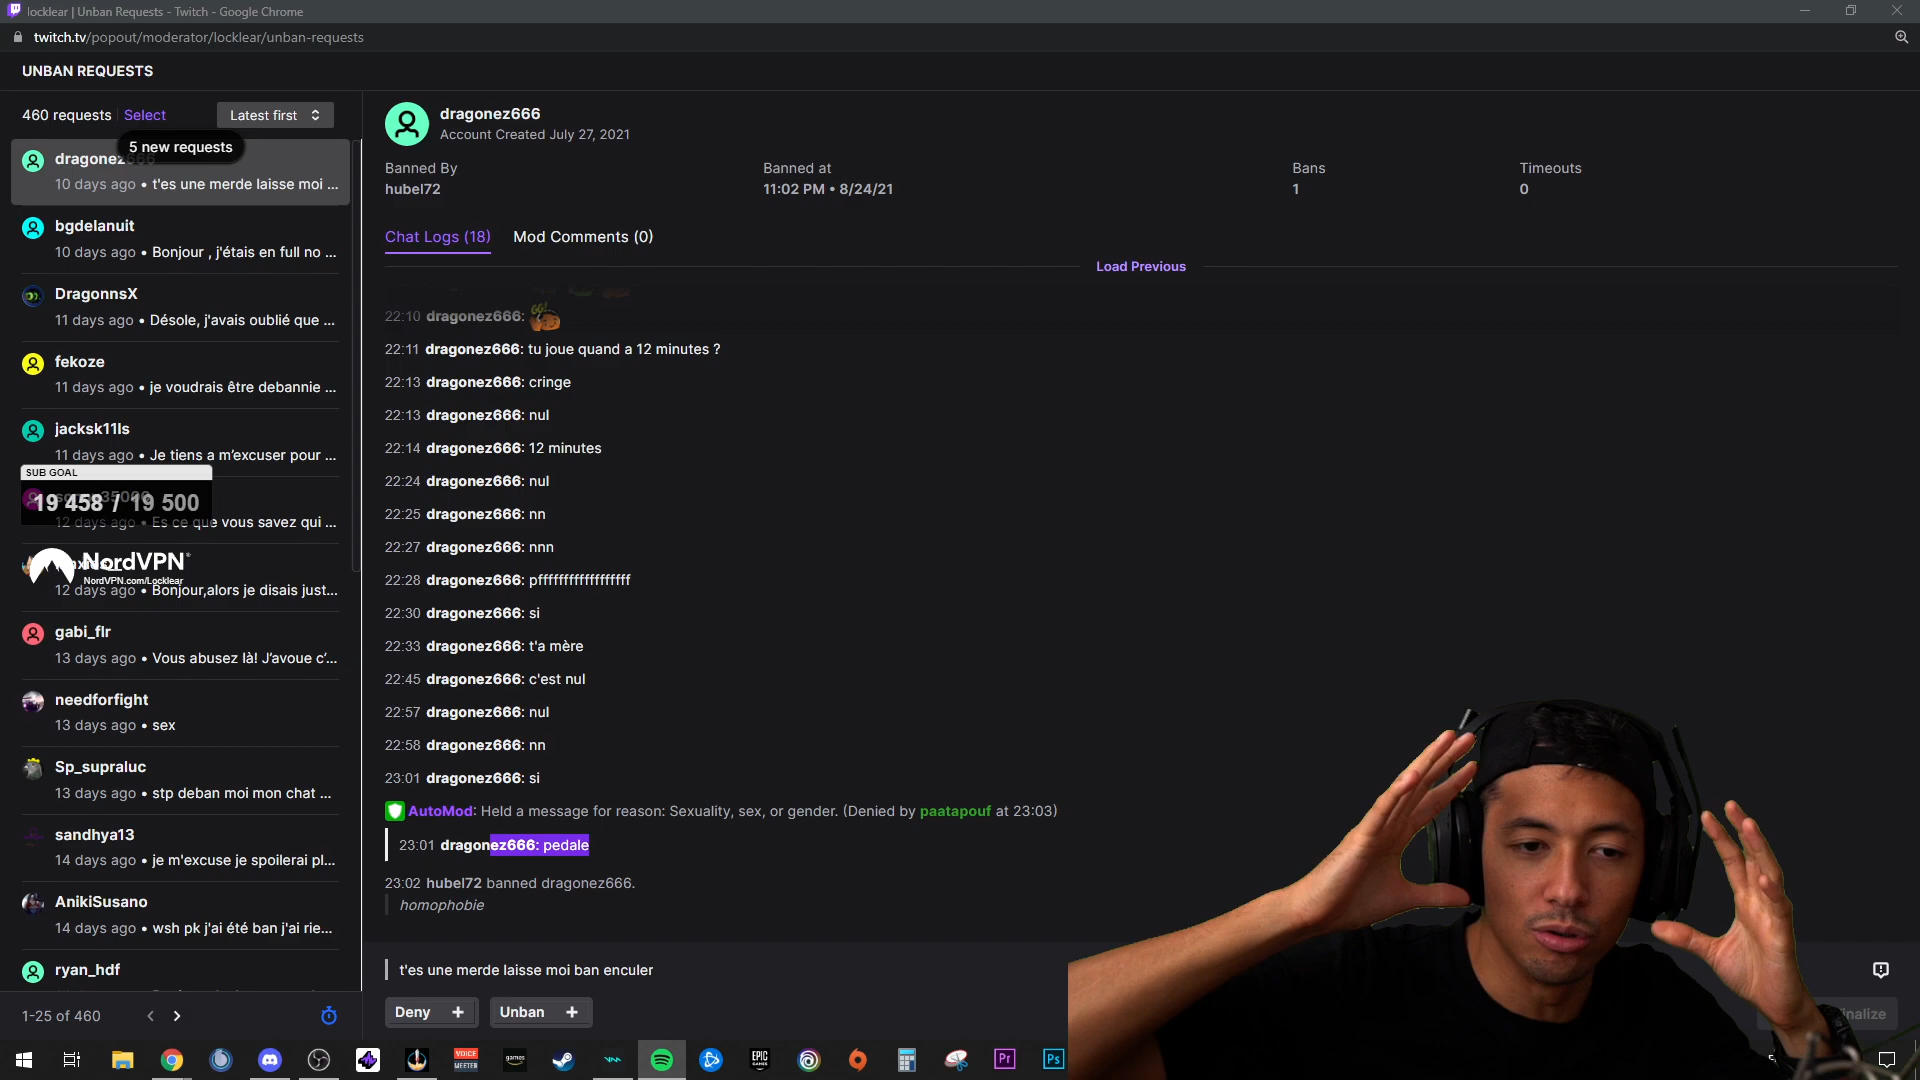 locklear | Unban Requests - Twitch - Google Chrome
twitch.tv/popout/moderator/locklear/unban-requests
UNBAN REQUESTS
460 requests
Select
Latest first
5 new requests
10 days ago • t'es une merde laisse moi ...
bgdelanuit
10 days ago • Bonjour , j'étais en full no ...
DragonnsX
11 days ago • Désole, j'avais oublié que ...
fekoze
11 days ago • je voudrais être debannie ...
jacksk11ls
11 days ago • Je tiens a m'excuser pour ...
SUB GOAL
19 458 / 19 500
12 days ago • Es ce que vous savez qui ...
NordVPN
NordVPN.com/Locklear
12 days ago • Bonjour,alors je disais just...
gabi_flr
13 days ago • Vous abusez là! J'avoue c'...
needforfight
13 days ago • sex
Sp_supraluc
13 days ago • stp deban moi mon chat ...
sandhya13
14 days ago • je m'excuse je spoilerai pl...
AnikiSusano
14 days ago • wsh pk j'ai été ban j'ai rie...
ryan_hdf
1-25 of 460
dragonez666
Account Created July 27, 2021
Banned By
hubel72
Banned at
11:02 PM • 8/24/21
Bans
1
Timeouts
0
Chat Logs (18)
Mod Comments (0)
Load Previous
22:10 dragonez666: GG!
22:11 dragonez666: tu joue quand a 12 minutes ?
22:13 dragonez666: cringe
22:13 dragonez666: nul
22:14 dragonez666: 12 minutes
22:24 dragonez666: nul
22:25 dragonez666: nn
22:27 dragonez666: nnn
22:28 dragonez666: pffffffffffffffffff
22:30 dragonez666: si
22:33 dragonez666: t'a mère
22:45 dragonez666: c'est nul
22:57 dragonez666: nul
22:58 dragonez666: nn
23:01 dragonez666: si
AutoMod: Held a message for reason: Sexuality, sex, or gender. (Denied by paatapouf at 23:03)
23:01 dragonez666: pedale
23:02 hubel72 banned dragonez666.
homophobie
t'es une merde laisse moi ban enculer
Deny
Unban
VOICE MEETER
games
EPIC GAMES
Pr
Ps